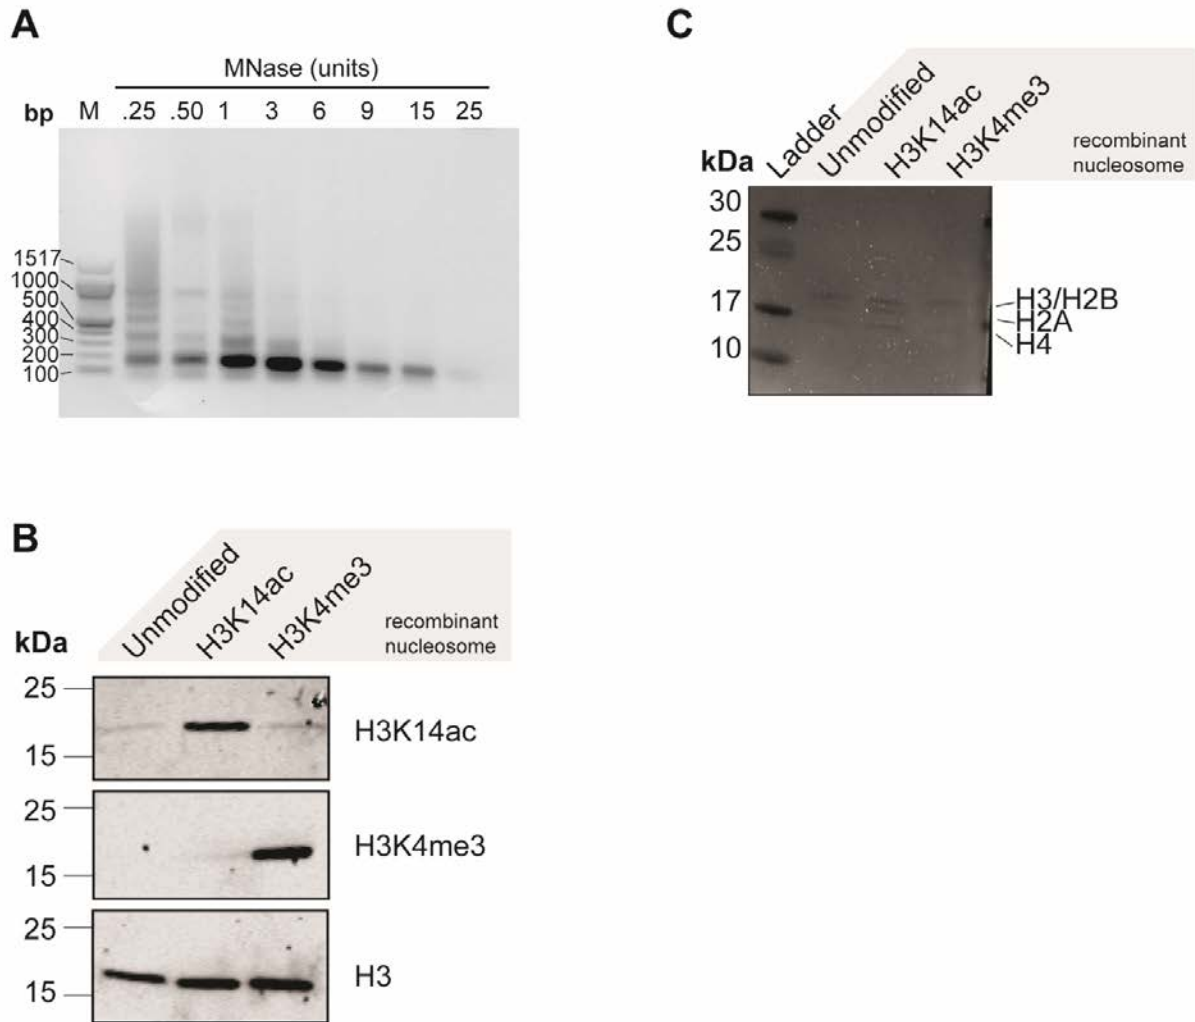 A
MNase (units)
bp M .25 .50 1 3 6 9 15 25
1517
1000
500
400
300
200
100
C
Ladder
Unmodified
H3K14ac
H3K4me3
recombinant
nucleosome
kDa
30
25
17
10
H3/H2B
H2A
H4
B
Unmodified
H3K14ac
H3K4me3
recombinant
nucleosome
kDa
25
15
H3K14ac
25
15
H3K4me3
25
15
H3